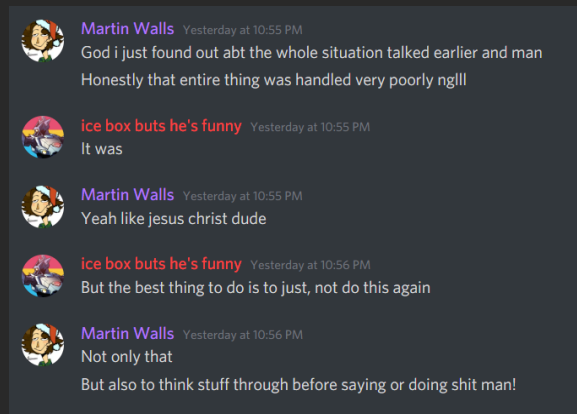 Martin Walls Yesterday at 10:55 PM
God i just found out abt the whole situation talked earlier and man
Honestly that entire thing was handled very poorly nglll
ice box buts he's funny Yesterday at 10:55 PM
It was
Martin Walls Yesterday at 10:55 PM
Yeah like jesus christ dude
ice box buts he's funny Yesterday at 10:56 PM
But the best thing to do is to just, not do this again
Martin Walls Yesterday at 10:56 PM
Not only that
But also to think stuff through before saying or doing shit man!